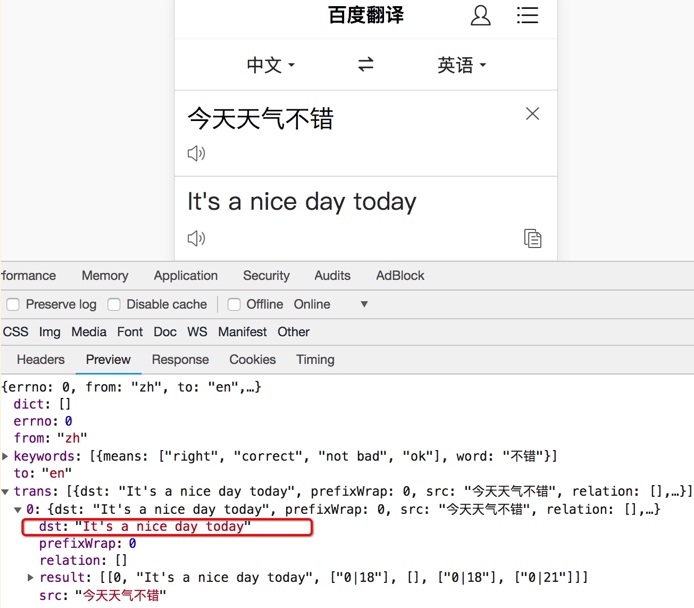 百度翻译
中文 英语
今天天气不错
It's a nice day today
formance Memory Application Security Audits AdBlock
Preserve log Disable cache Offline Online
CSS Img Media Font Doc WS Manifest Other
Headers Preview Response Cookies Timing
{errno: 0, from: "zh", to: "en",…}
dict: []
errno: 0
from: "zh"
keywords: [{means: ["right", "correct", "not bad", "ok"], word: "不错"}]
to: "en"
trans: [{dst: "It's a nice day today", prefixWrap: 0, src: "今天天气不错", relation: [],…}]
0: {dst: "It's a nice day today", prefixWrap: 0, src: "今天天气不错", relation: [],…}
dst: "It's a nice day today"
prefixWrap: 0
relation: []
result: [[0, "It's a nice day today", ["0|18"], [], ["0|18"], ["0|21"]]]
src: "今天天气不错"